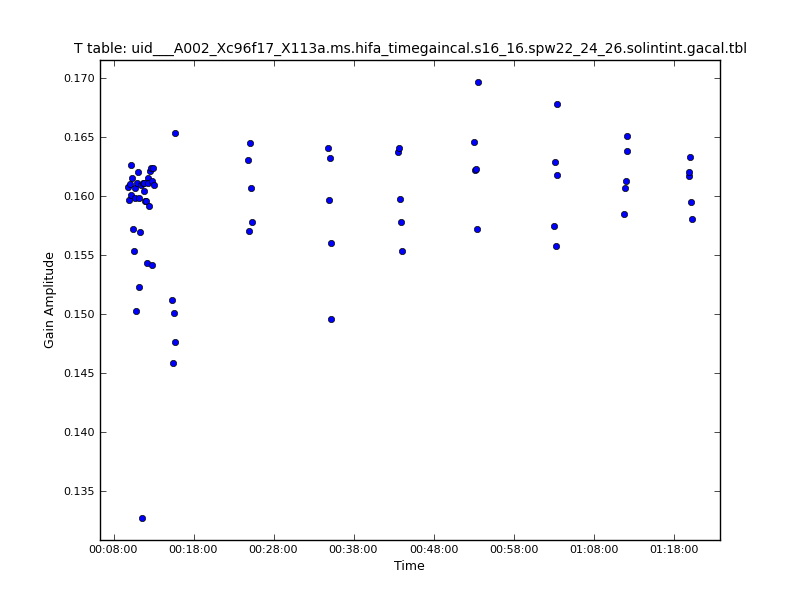 T table: uid___A002_Xc96f17_X113a.ms.hifa_timegaincal.s16_16.spw22_24_26.solintint.gacal.tbl
0.170
0.165
0.160
0.155
0.150
0.145
0.140
0.135
Gain Amplitude
00:08:00 00:18:00 00:28:00 00:38:00 00:48:00 00:58:00 01:08:00 01:18:00
Time